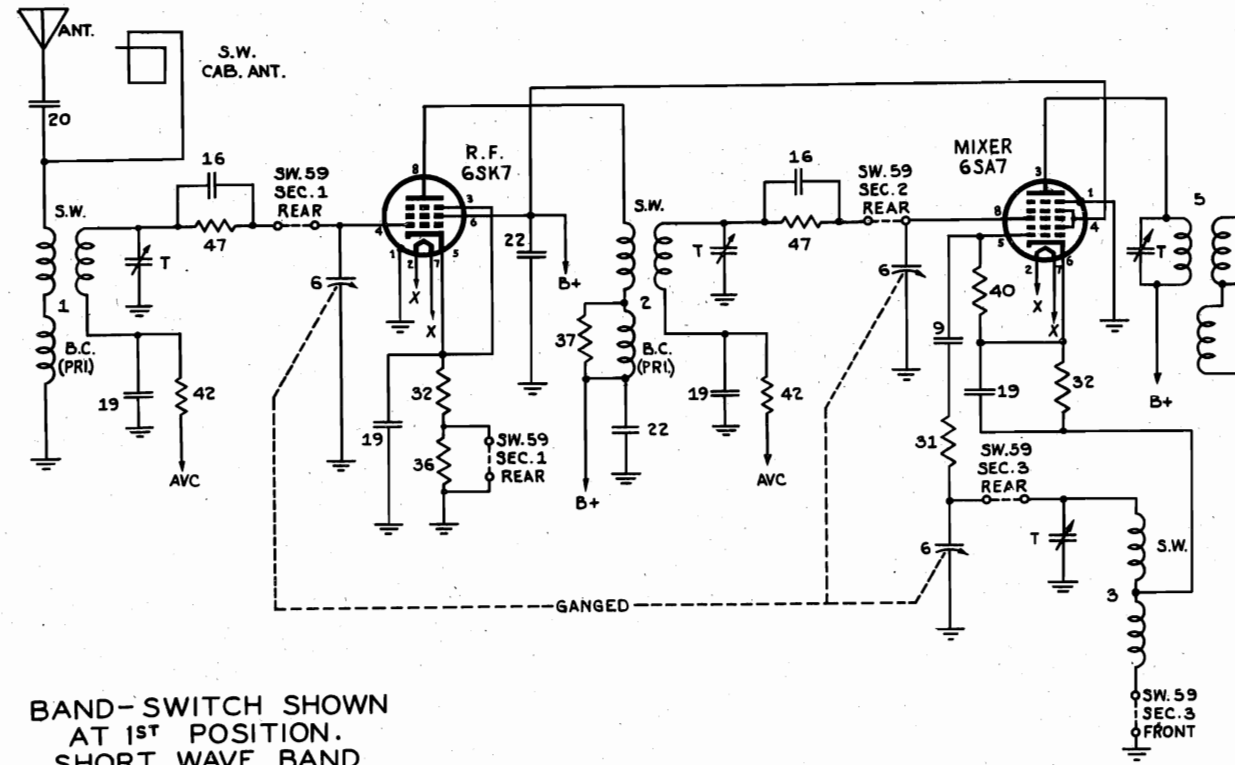 ANT.
S.W.
CAB. ANT.
20
S.W.
1
B.C.
(PRI.)
T
16
47
SW.59
SEC.1
REAR
19
42
AVC
6
R.F.
6SK7
8
3
6
4
1
2
7
5
X
X
22
B+
32
19
36
SW.59
SEC.1
REAR
S.W.
2
37
B.C.
(PRI.)
22
B+
T
16
47
SW.59
SEC.2
REAR
19
42
AVC
6
MIXER
6SA7
3
1
8
4
5
2
7
6
X
X
40
9
19
32
31
SW.59
SEC.3
REAR
6
T
S.W.
3
SW.59
SEC.3
FRONT
5
T
B+
GANGED
BAND-SWITCH SHOWN
AT 1ST POSITION.
SHORT WAVE BAND